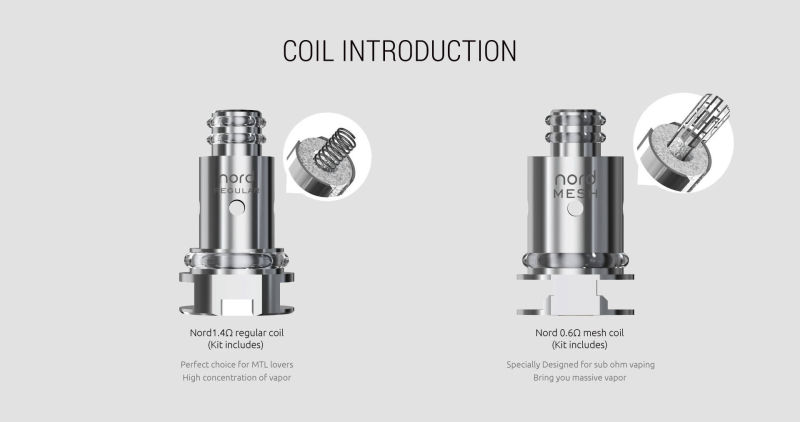 COIL INTRODUCTION
nord
REGULAR
nord
MESH
Nord1.4Ω regular coil
(Kit includes)
Perfect choice for MTL lovers
High concentration of vapor
Nord 0.6Ω mesh coil
(Kit includes)
Specially Designed for sub ohm vaping
Bring you massive vapor